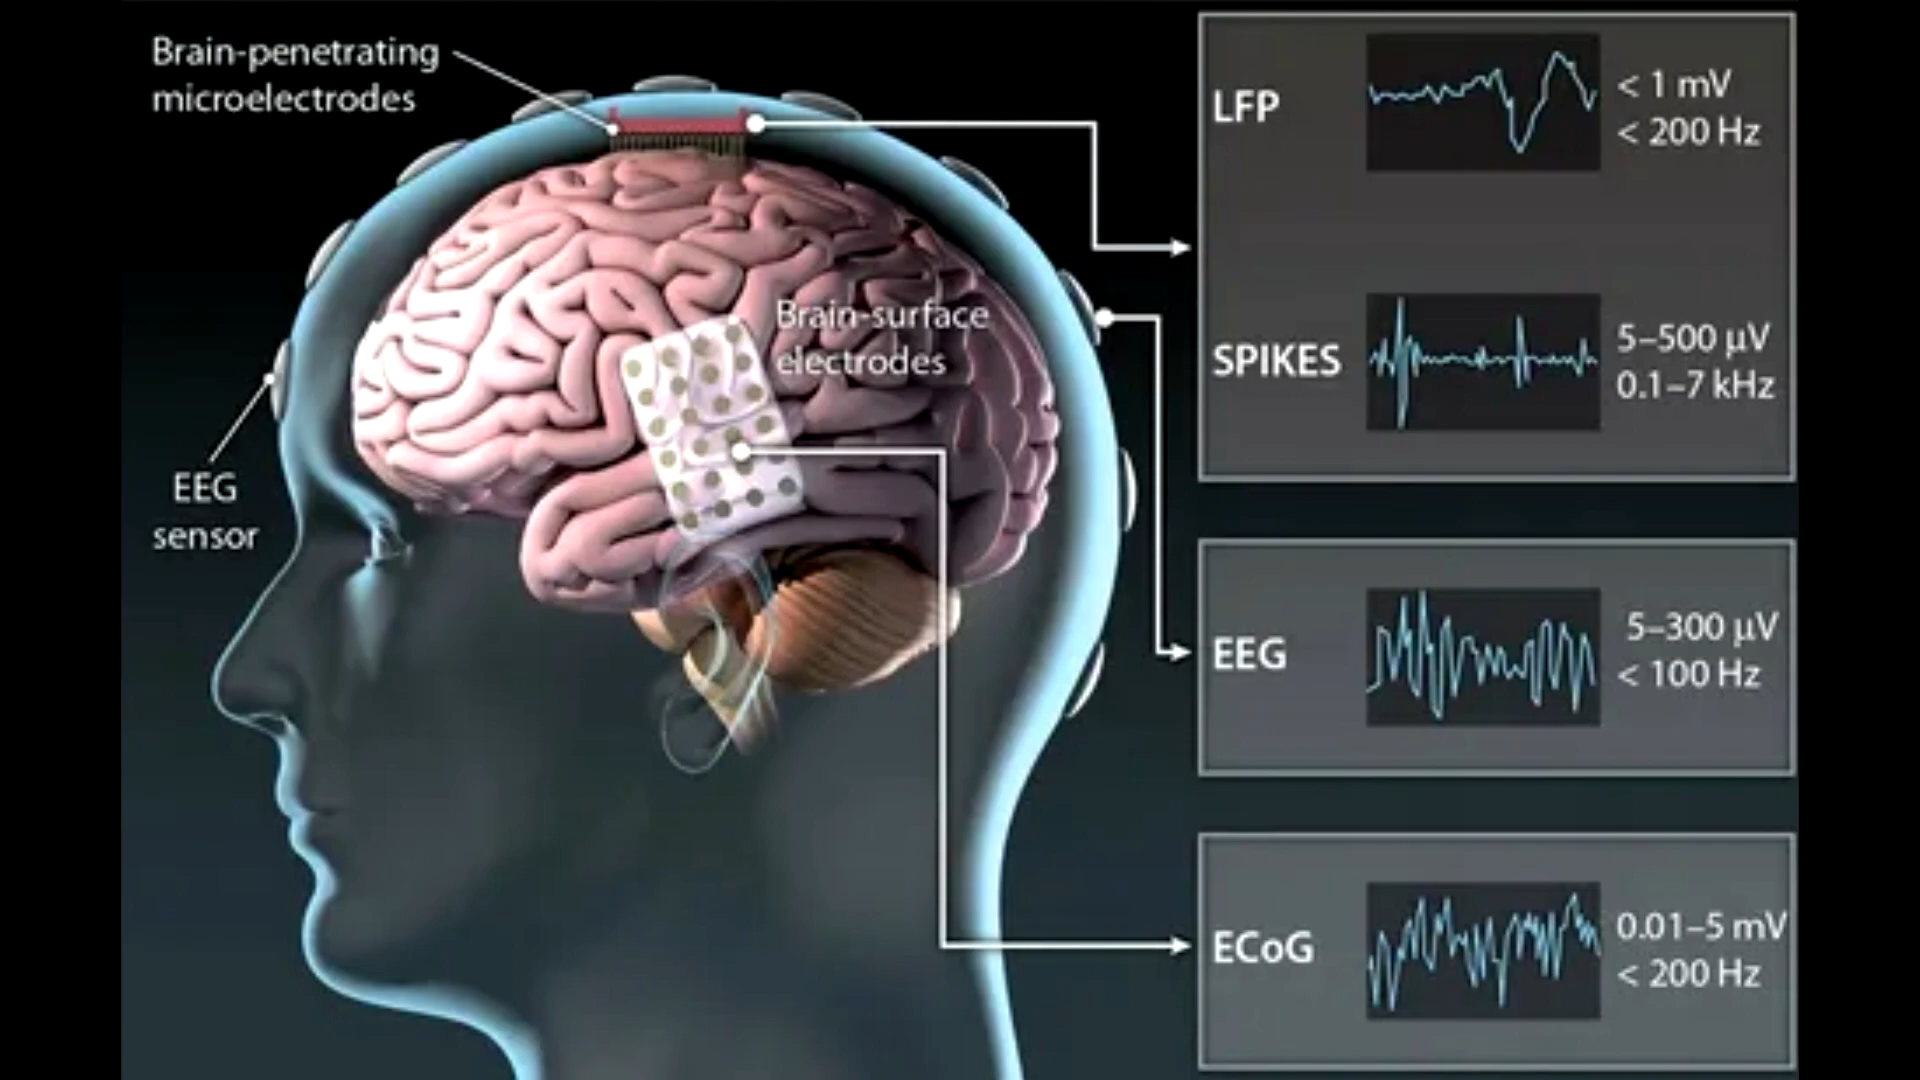 Brain-penetrating
microelectrodes
EEG
sensor
Brain-surface
electrodes
LFP
< 1 mV
< 200 Hz
SPIKES
5–500 µV
0.1–7 kHz
EEG
5–300 µV
< 100 Hz
ECoG
0.01–5 mV
< 200 Hz